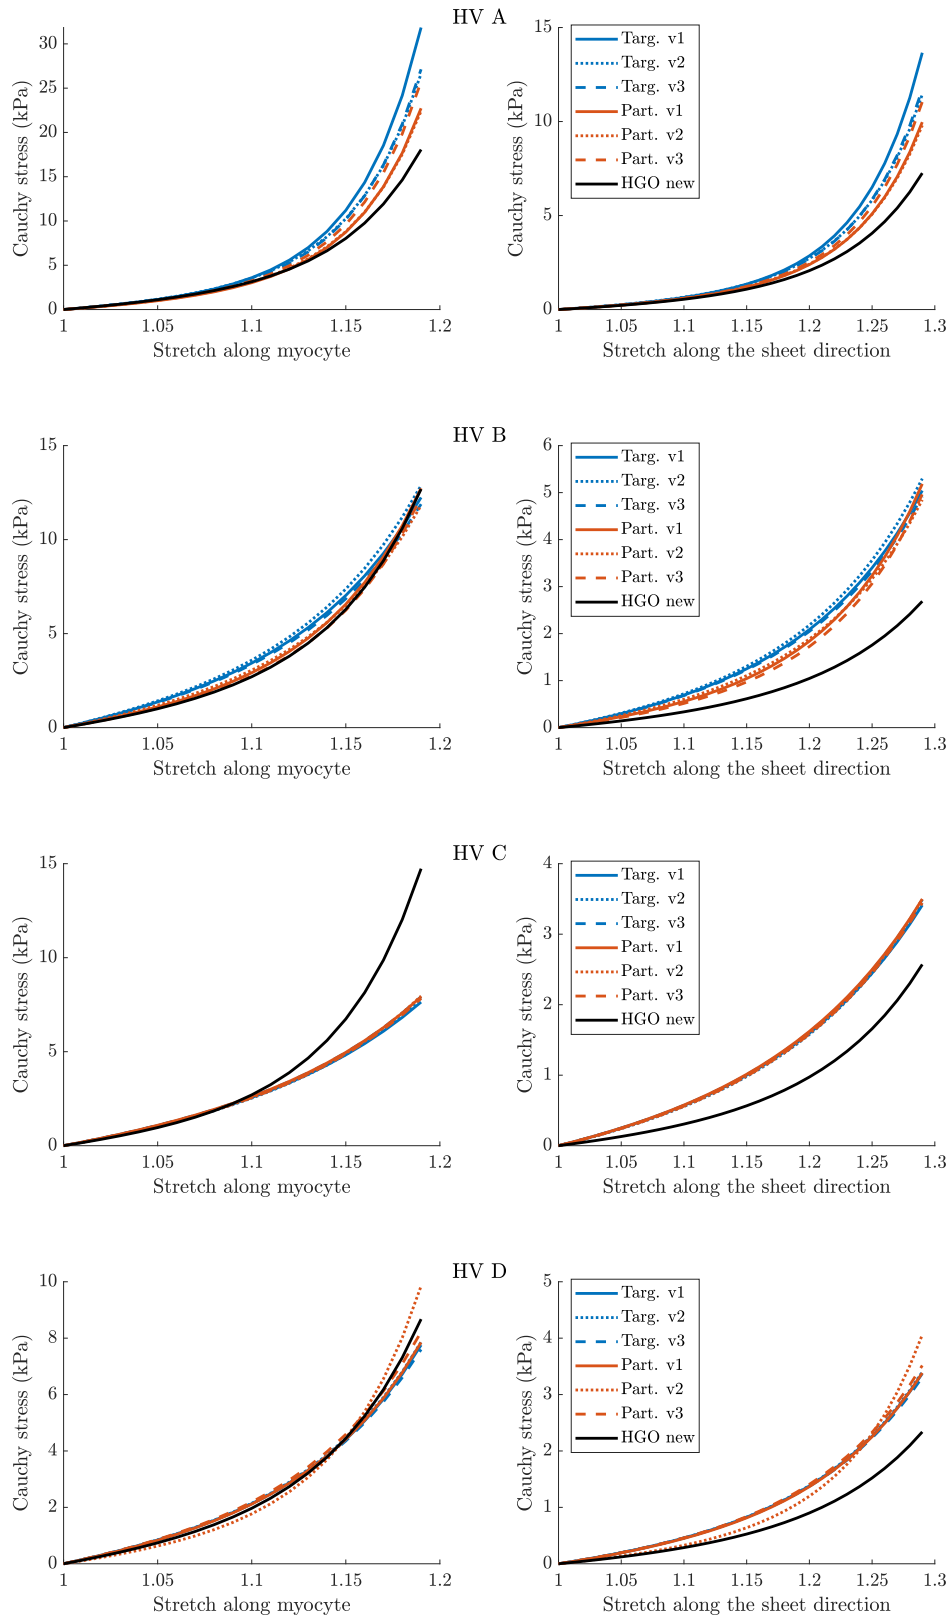 HV A
Cauchy stress (kPa)
30
25
20
15
10
5
0
1 1.05 1.1 1.15 1.2
Stretch along myocyte
Cauchy stress (kPa)
15
10
5
0
Targ. v1
Targ. v2
Targ. v3
Part. v1
Part. v2
Part. v3
HGO new
1 1.05 1.1 1.15 1.2 1.25 1.3
Stretch along the sheet direction
HV B
Cauchy stress (kPa)
15
10
5
0
1 1.05 1.1 1.15 1.2
Stretch along myocyte
Cauchy stress (kPa)
6
5
4
3
2
1
0
Targ. v1
Targ. v2
Targ. v3
Part. v1
Part. v2
Part. v3
HGO new
1 1.05 1.1 1.15 1.2 1.25 1.3
Stretch along the sheet direction
HV C
Cauchy stress (kPa)
15
10
5
0
1 1.05 1.1 1.15 1.2
Stretch along myocyte
Cauchy stress (kPa)
4
3
2
1
0
Targ. v1
Targ. v2
Targ. v3
Part. v1
Part. v2
Part. v3
HGO new
1 1.05 1.1 1.15 1.2 1.25 1.3
Stretch along the sheet direction
HV D
Cauchy stress (kPa)
10
8
6
4
2
0
1 1.05 1.1 1.15 1.2
Stretch along myocyte
Cauchy stress (kPa)
5
4
3
2
1
0
Targ. v1
Targ. v2
Targ. v3
Part. v1
Part. v2
Part. v3
HGO new
1 1.05 1.1 1.15 1.2 1.25 1.3
Stretch along the sheet direction